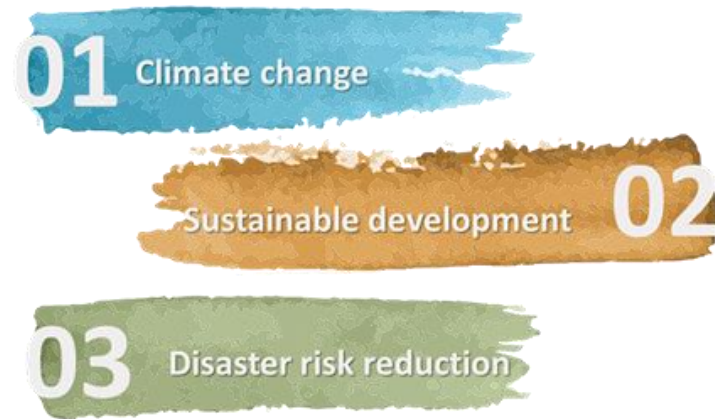 01 Climate change
Sustainable development 02
03 Disaster risk reduction